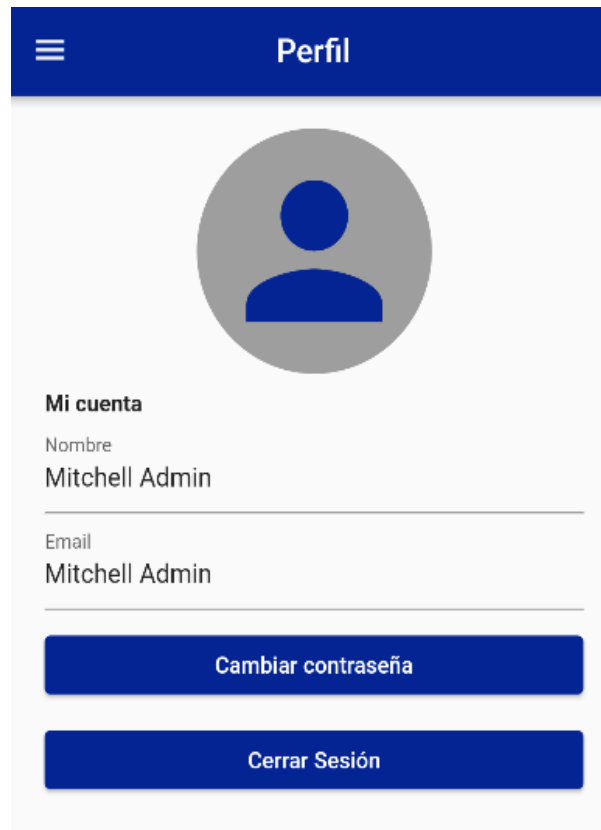 Perfil
Mi cuenta
Nombre
Mitchell Admin
Email
Mitchell Admin
Cambiar contraseña
Cerrar Sesión